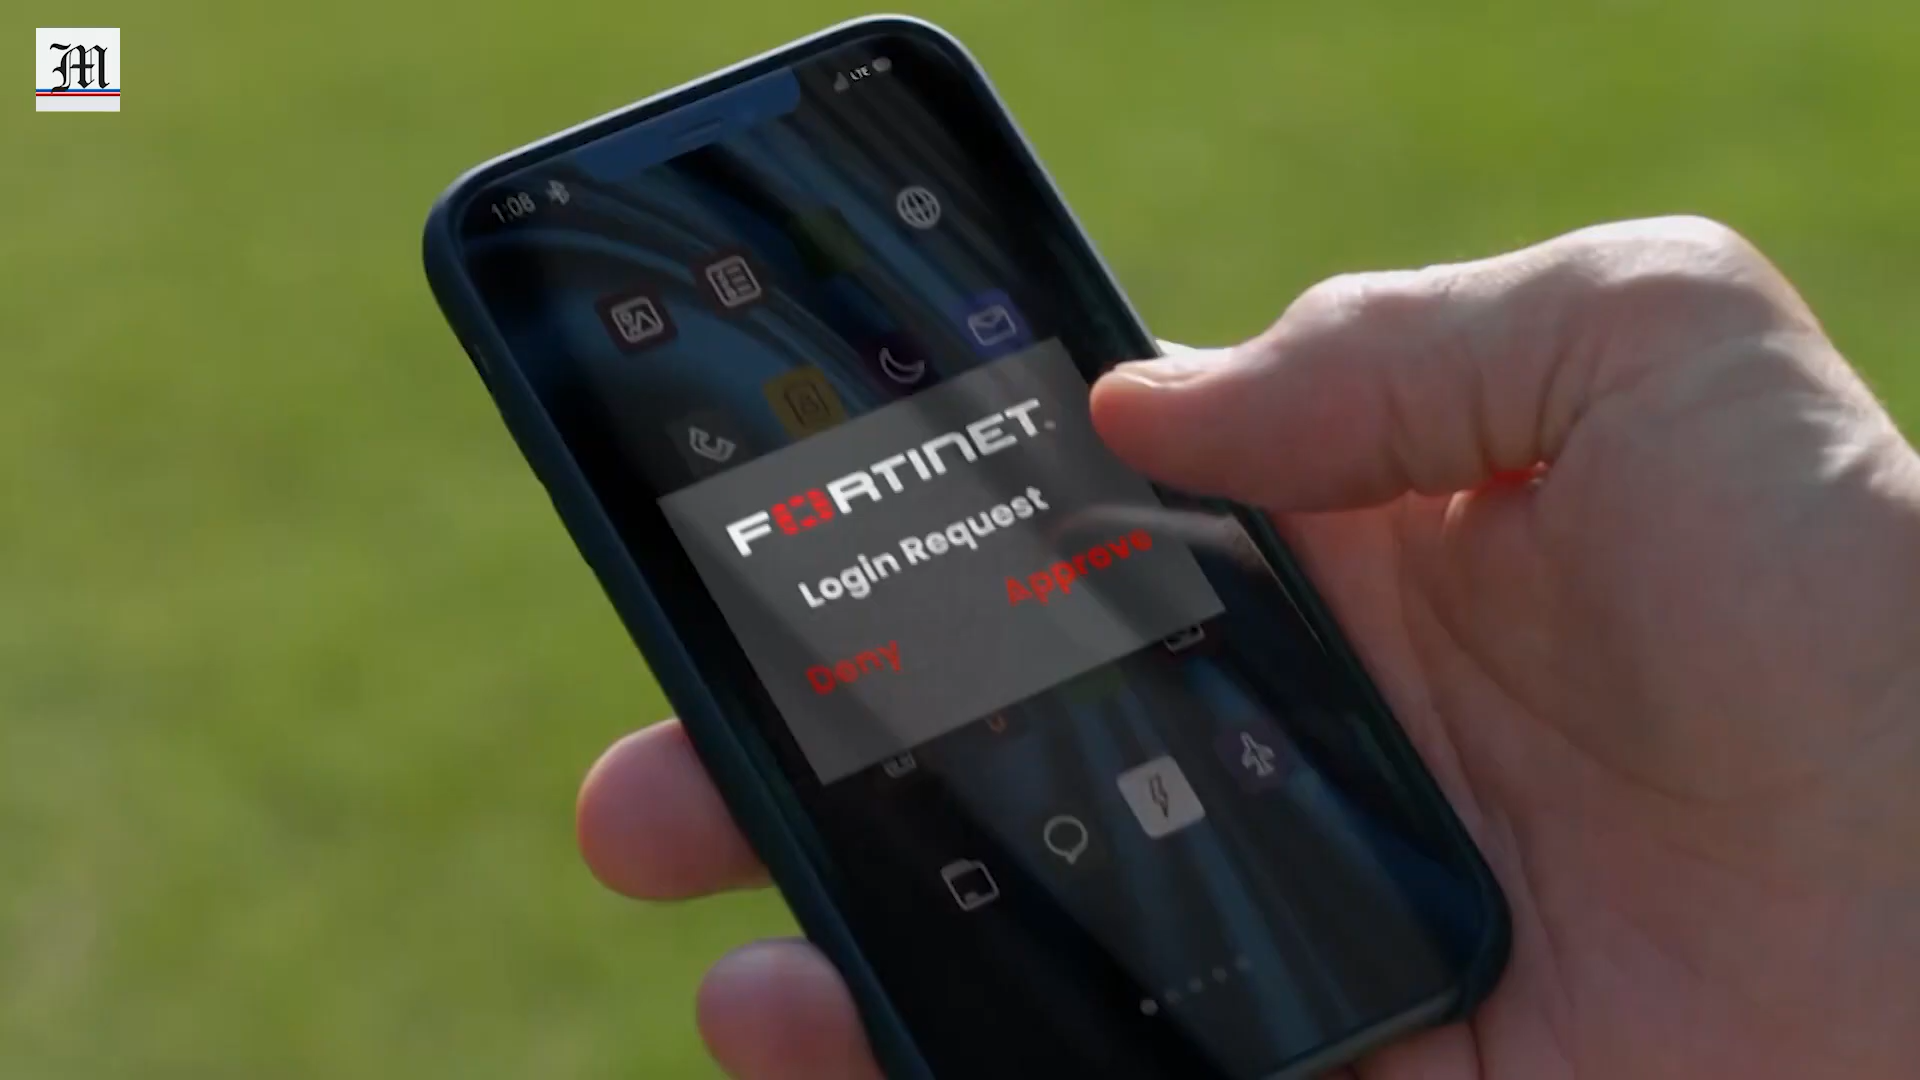 M
1:08
LTE
FORTINET
Login Request
Approve
Deny